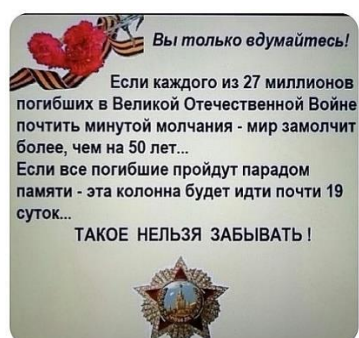 Вы только вдумайтесь!
Если каждого из 27 миллионов
погибших в Великой Отечественной Войне
почтить минутой молчания - мир замолчит
более, чем на 50 лет...
Если все погибшие пройдут парадом
памяти - эта колонна будет идти почти 19
суток...
ТАКОЕ НЕЛЬЗЯ ЗАБЫВАТЬ !